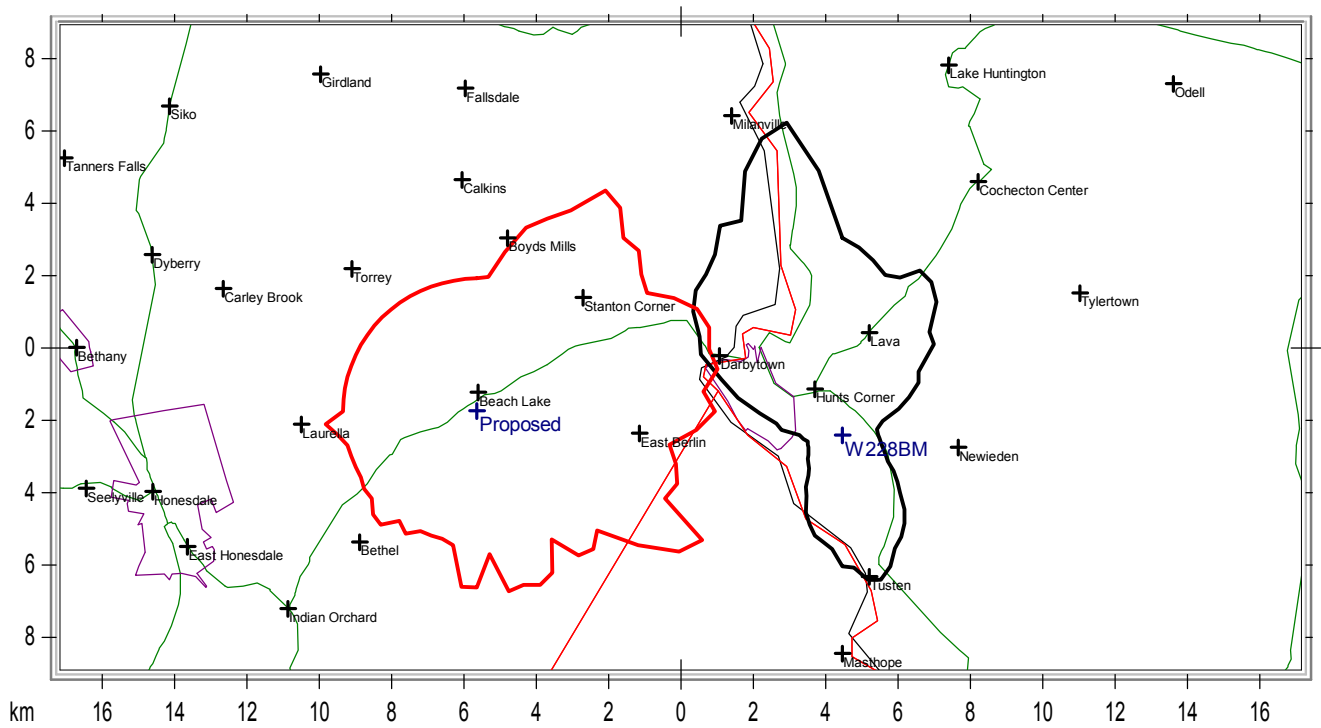 8
6
4
2
0
2
4
6
8
Girdland
Fallsdale
Siko
Milanville
Lake Huntington
Odell
Tanners Falls
Calkins
Cochecton Center
Boyds Mills
Dyberry
Torrey
Carley Brook
Stanton Corner
Tylertown
Bethany
Darbytown
Lava
Beach Lake
Proposed
Hunts Corner
Laurella
East Berlin
W228BM
Newieden
Seelyville
Honesdale
East Honesdale
Bethel
Tusten
Indian Orchard
Masthope
km 16 14 12 10 8 6 4 2 0 2 4 6 8 10 12 14 16